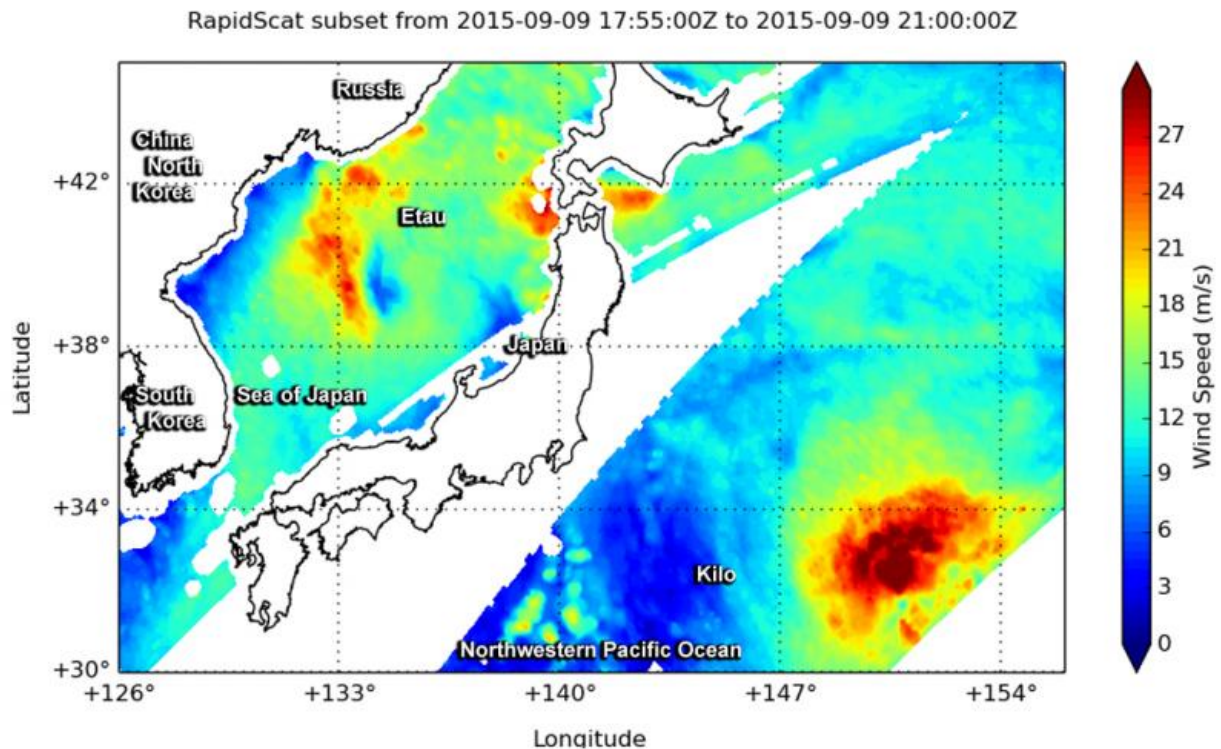 RapidScat subset from 2015-09-09 17:55:00Z to 2015-09-09 21:00:00Z
Russia
China
North
Korea
Etau
Japan
South
Korea
Sea of Japan
Kilo
Northwestern Pacific Ocean
+42°
+38°
+34°
+30°
Latitude
+126°
+133°
+140°
+147°
+154°
Longitude
27
24
21
18
15
12
9
6
3
0
Wind Speed (m/s)